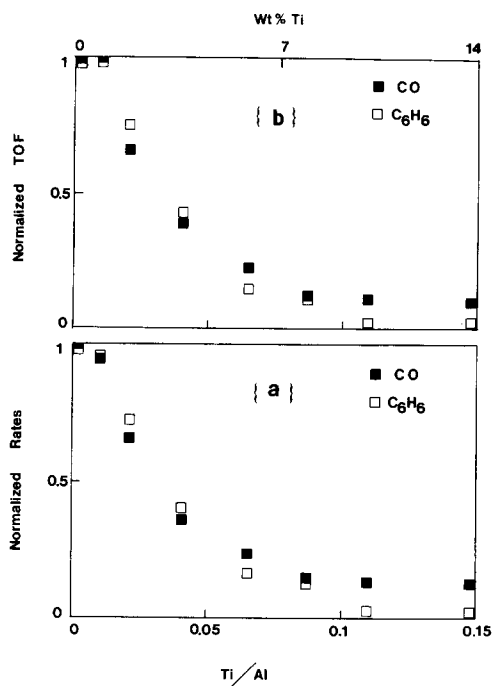 Wt% Ti
0 7 14
1
0.5
0
Normalized TOF
{ b }
■ CO
□ C₆H₆
1
0.5
0
Normalized Rates
{ a }
■ CO
□ C₆H₆
0 0.05 0.1 0.15
Ti/Al